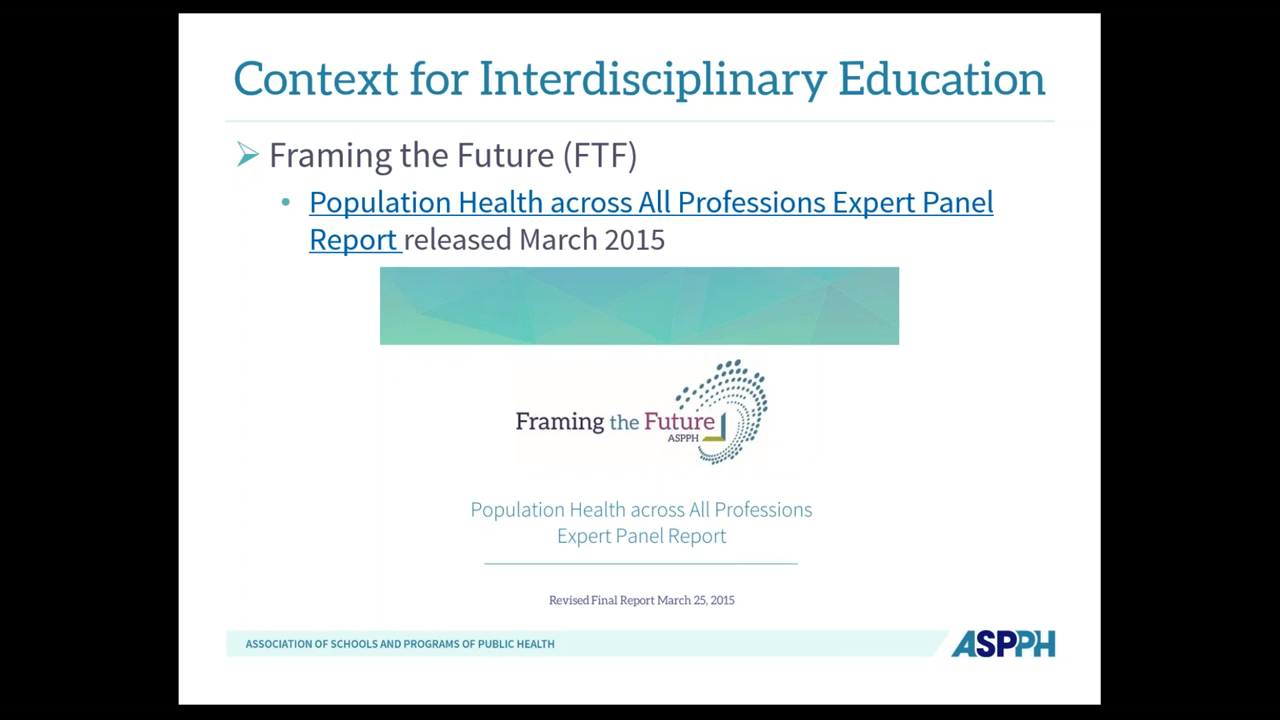 Context for Interdisciplinary Education
Framing the Future (FTF)
Population Health across All Professions Expert Panel
Report released March 2015
Framing the Future
ASPPH
Population Health across All Professions
Expert Panel Report
Revised Final Report March 25, 2015
ASSOCIATION OF SCHOOLS AND PROGRAMS OF PUBLIC HEALTH
ASPPH